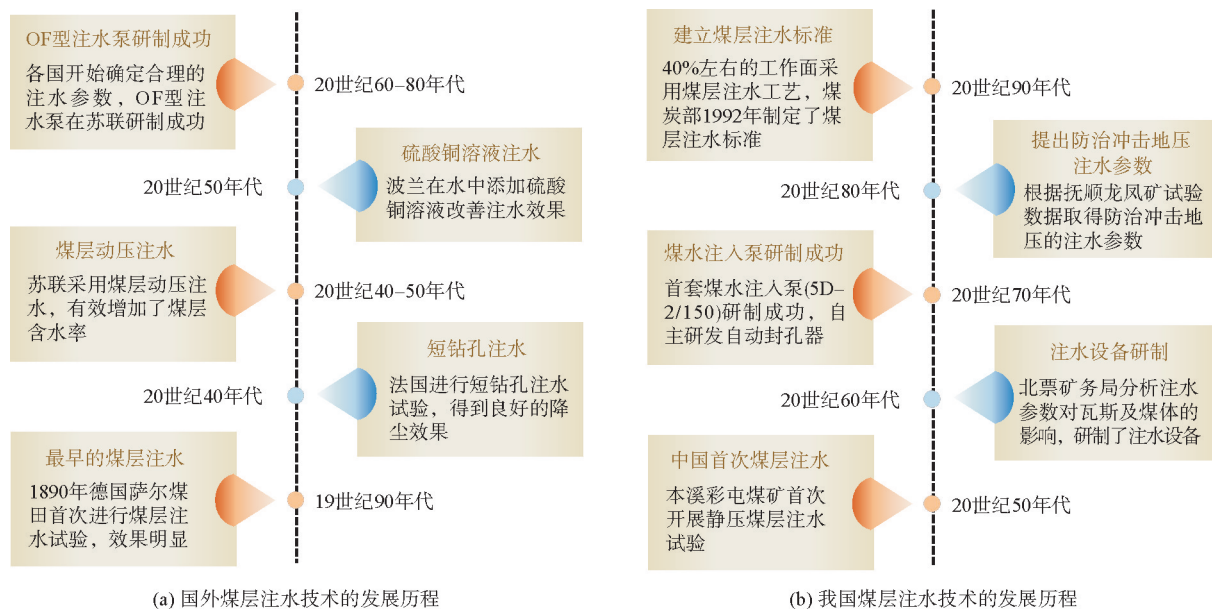 OF型注水泵研制成功
各国开始确定合理的
注水参数，OF型注
水泵在苏联研制成功
20世纪60–80年代
硫酸铜溶液注水
波兰在水中添加硫酸
铜溶液改善注水效果
20世纪50年代
煤层动压注水
苏联采用煤层动压注
水，有效增加了煤层
含水率
20世纪40–50年代
短钻孔注水
法国进行短钻孔注水
试验，得到良好的降
尘效果
20世纪40年代
最早的煤层注水
1890年德国萨尔煤
田首次进行煤层注
水试验，效果明显
19世纪90年代
(a) 国外煤层注水技术的发展历程
建立煤层注水标准
40%左右的工作面采
用煤层注水工艺，煤
炭部1992年制定了煤
层注水标准
20世纪90年代
提出防治冲击地压
注水参数
根据抚顺龙凤矿试验
数据取得防治冲击地
压的注水参数
20世纪80年代
煤水注入泵研制成功
首套煤水注入泵(5D–
2/150)研制成功，自
主研发自动封孔器
20世纪70年代
注水设备研制
北票矿务局分析注水
参数对瓦斯及煤体的
影响，研制了注水设备
20世纪60年代
中国首次煤层注水
本溪彩屯煤矿首次
开展静压煤层注水
试验
20世纪50年代
(b) 我国煤层注水技术的发展历程